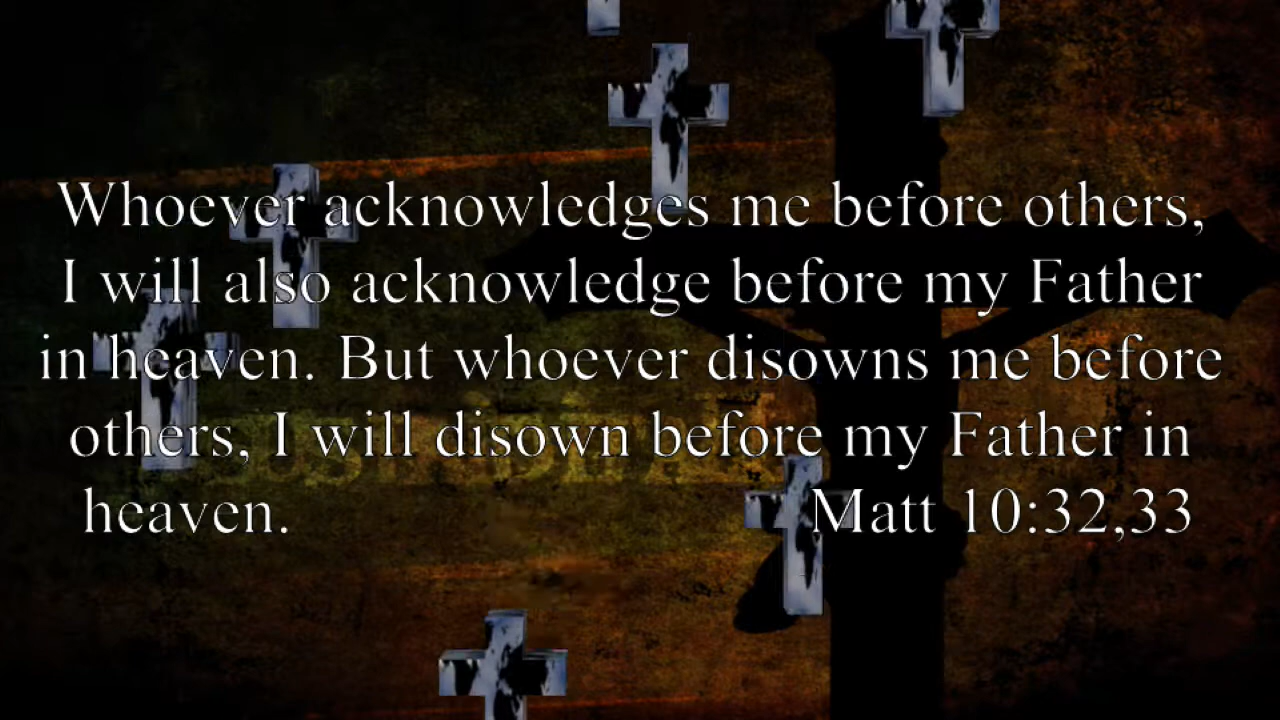 Whoever acknowledges me before others,
I will also acknowledge before my Father
in heaven. But whoever disowns me before
others, I will disown before my Father in
heaven. Matt 10:32,33